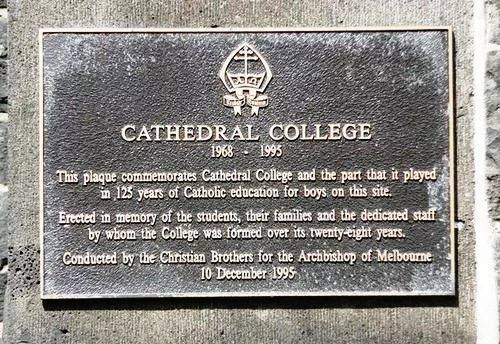 CATHEDRAL COLLEGE
1968 - 1995
This plaque commemorates Cathedral College and the part that it played
in 125 years of Catholic education for boys on this site.
Erected in memory of the students, their families and the dedicated staff
by whom the College was formed over its twenty-eight years.
Conducted by the Christian Brothers for the Archbishop of Melbourne
10 December 1995